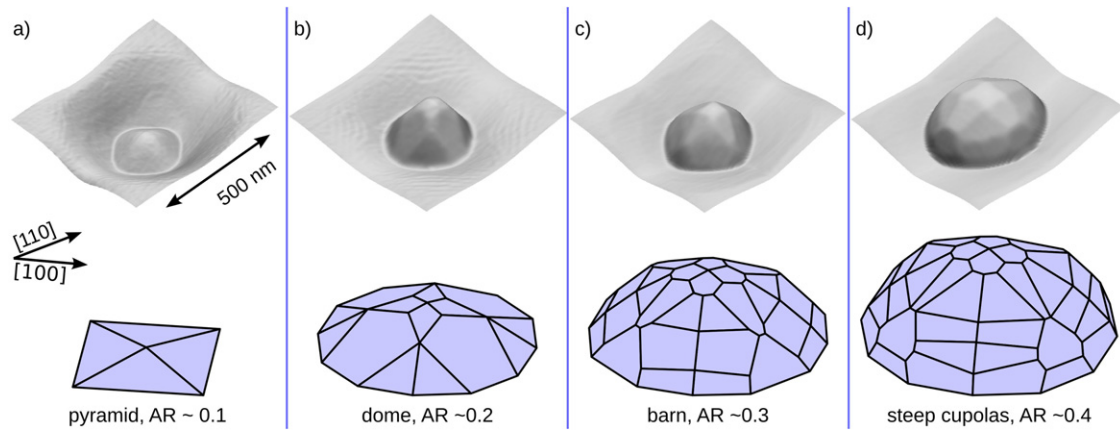 a)
b)
c)
d)
500 nm
[110]
[100]
pyramid, AR ~ 0.1
dome, AR ~0.2
barn, AR ~0.3
steep cupolas, AR ~0.4